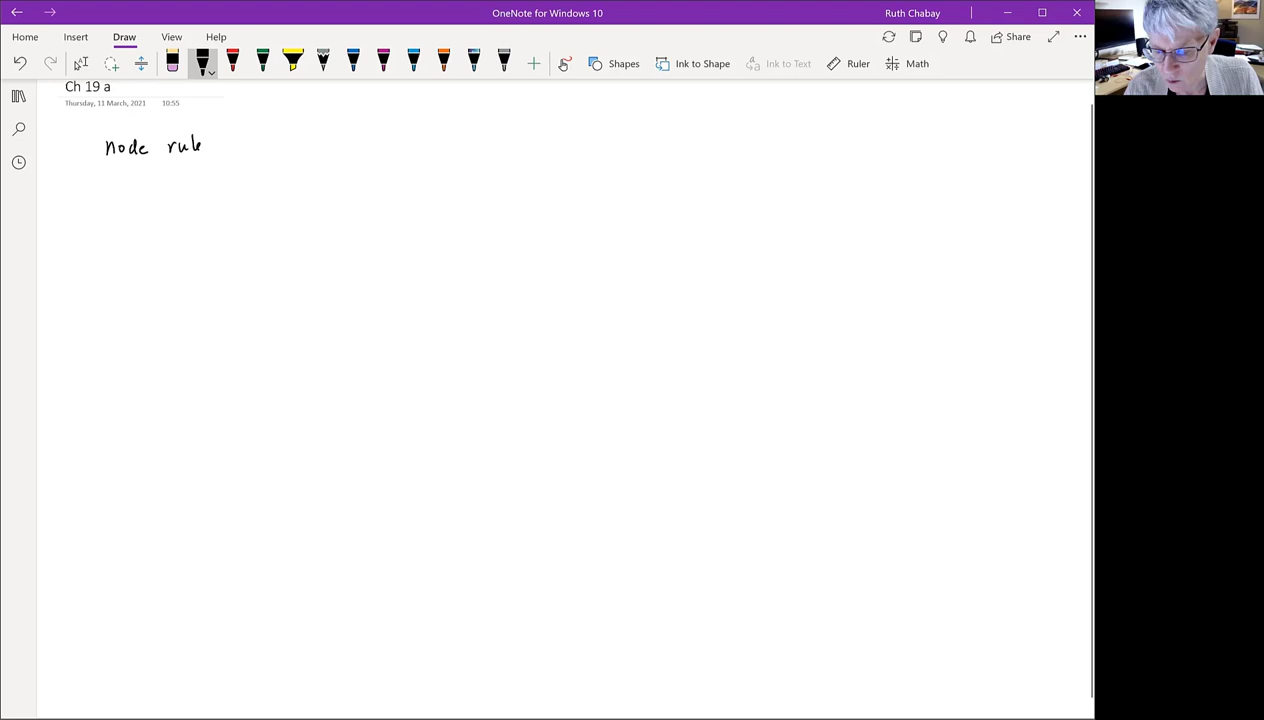 OneNote for Windows 10
Ruth Chabay
Home Insert Draw View Help
Share
Shapes Ink to Shape Ink to Text Ruler Math
Ch 19 a
Thursday, 11 March, 2021 10:55
node rule